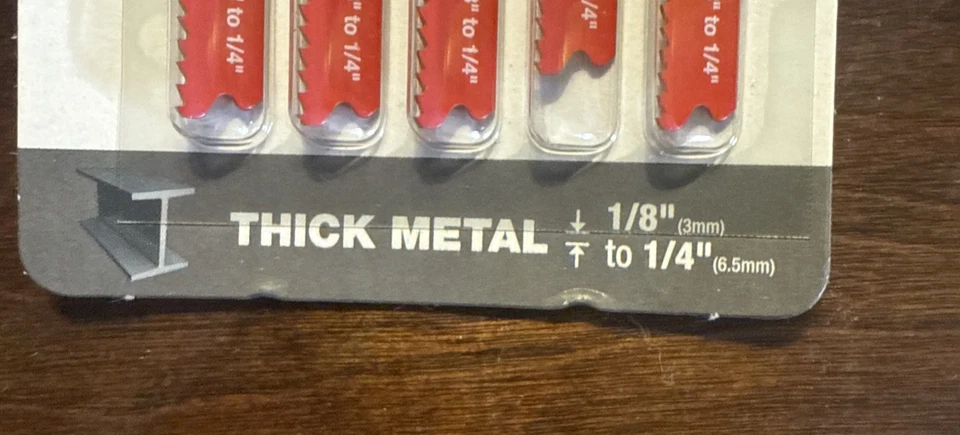 " to 1/4"
" to 1/4"
" to 1/4"
/4"
" to 1/4"
THICK METAL
1/8" (3mm)
to 1/4" (6.5mm)